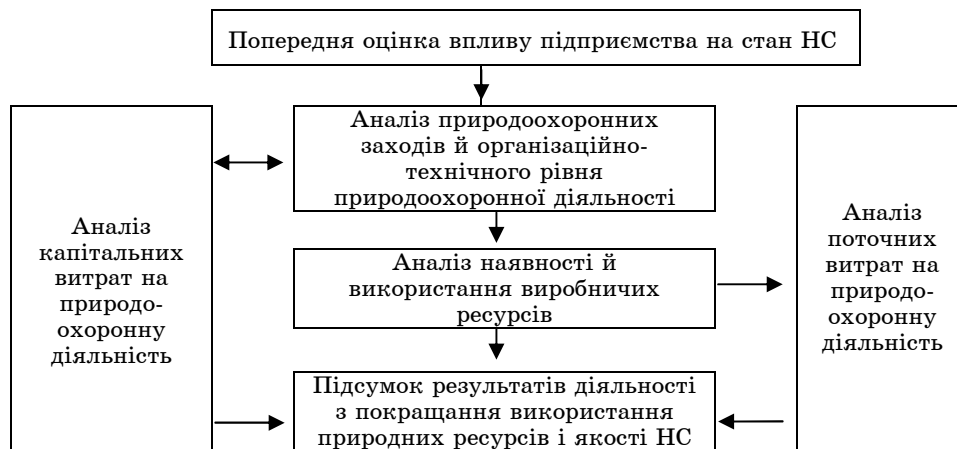 Попередня оцінка впливу підприємства на стан НС
Аналіз природоохоронних
заходів й організаційно-
технічного рівня
природоохоронної діяльності
Аналіз
капітальних
витрат на
природо-
охоронну
діяльність
Аналіз наявності й
використання виробничих
ресурсів
Аналіз
поточних
витрат на
природо-
охоронну
діяльність
Підсумок результатів діяльності
з покращання використання
природних ресурсів і якості НС